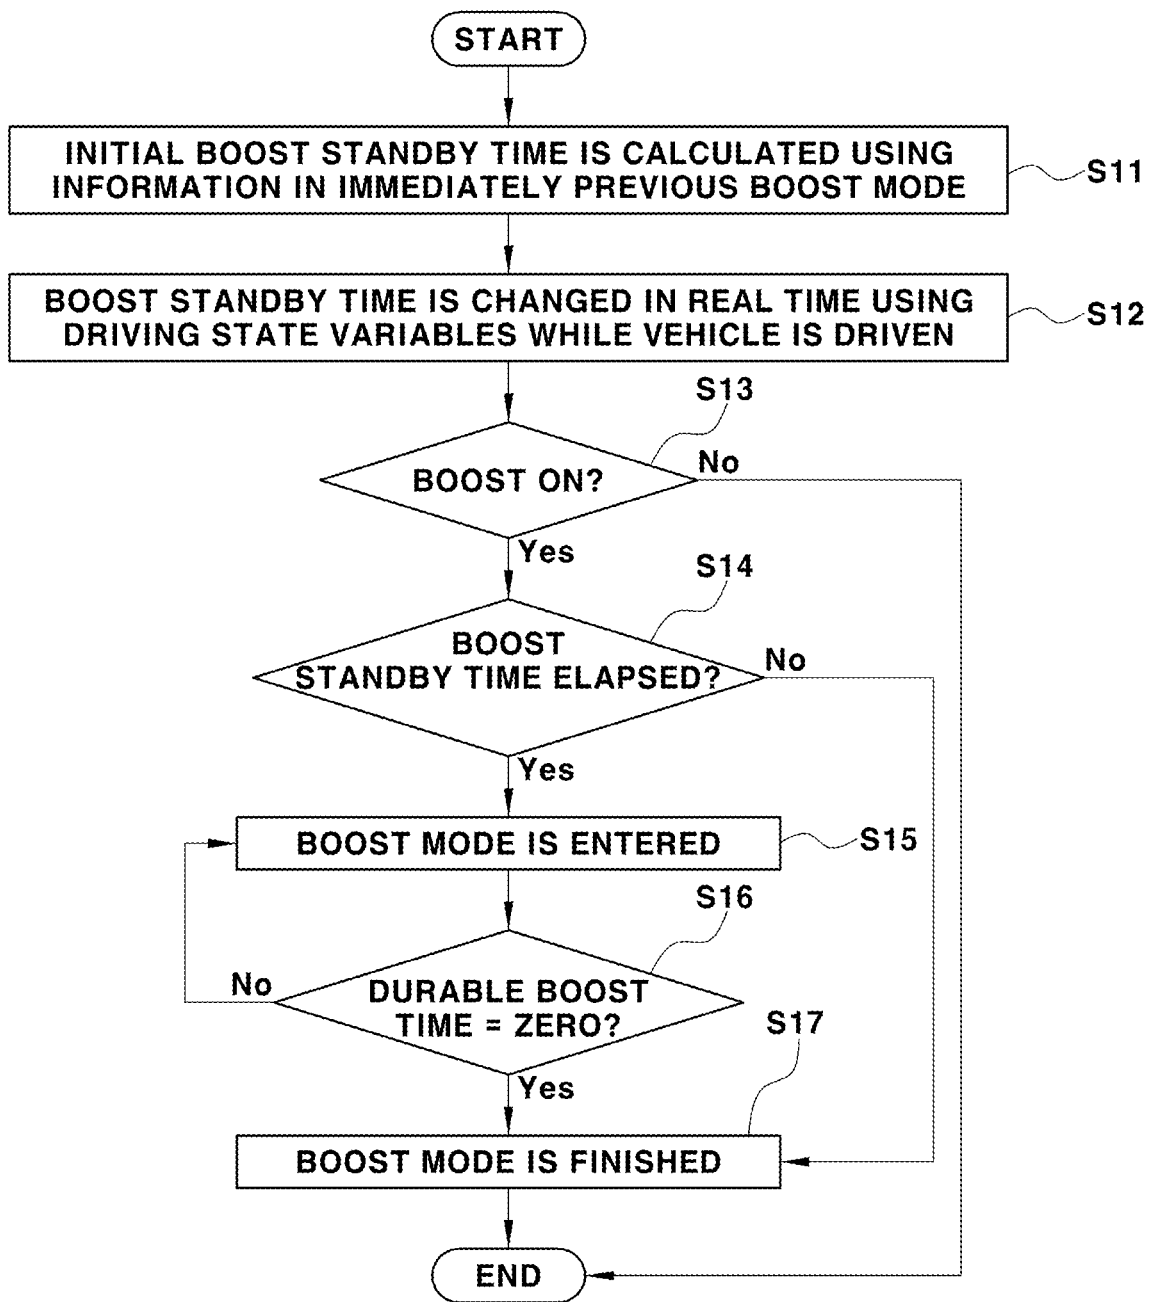 START
INITIAL BOOST STANDBY TIME IS CALCULATED USING
INFORMATION IN IMMEDIATELY PREVIOUS BOOST MODE
S11
BOOST STANDBY TIME IS CHANGED IN REAL TIME USING
DRIVING STATE VARIABLES WHILE VEHICLE IS DRIVEN
S12
S13
BOOST ON?
No
Yes
S14
BOOST
STANDBY TIME ELAPSED?
No
Yes
BOOST MODE IS ENTERED
S15
S16
DURABLE BOOST
TIME = ZERO?
No
Yes
S17
BOOST MODE IS FINISHED
END